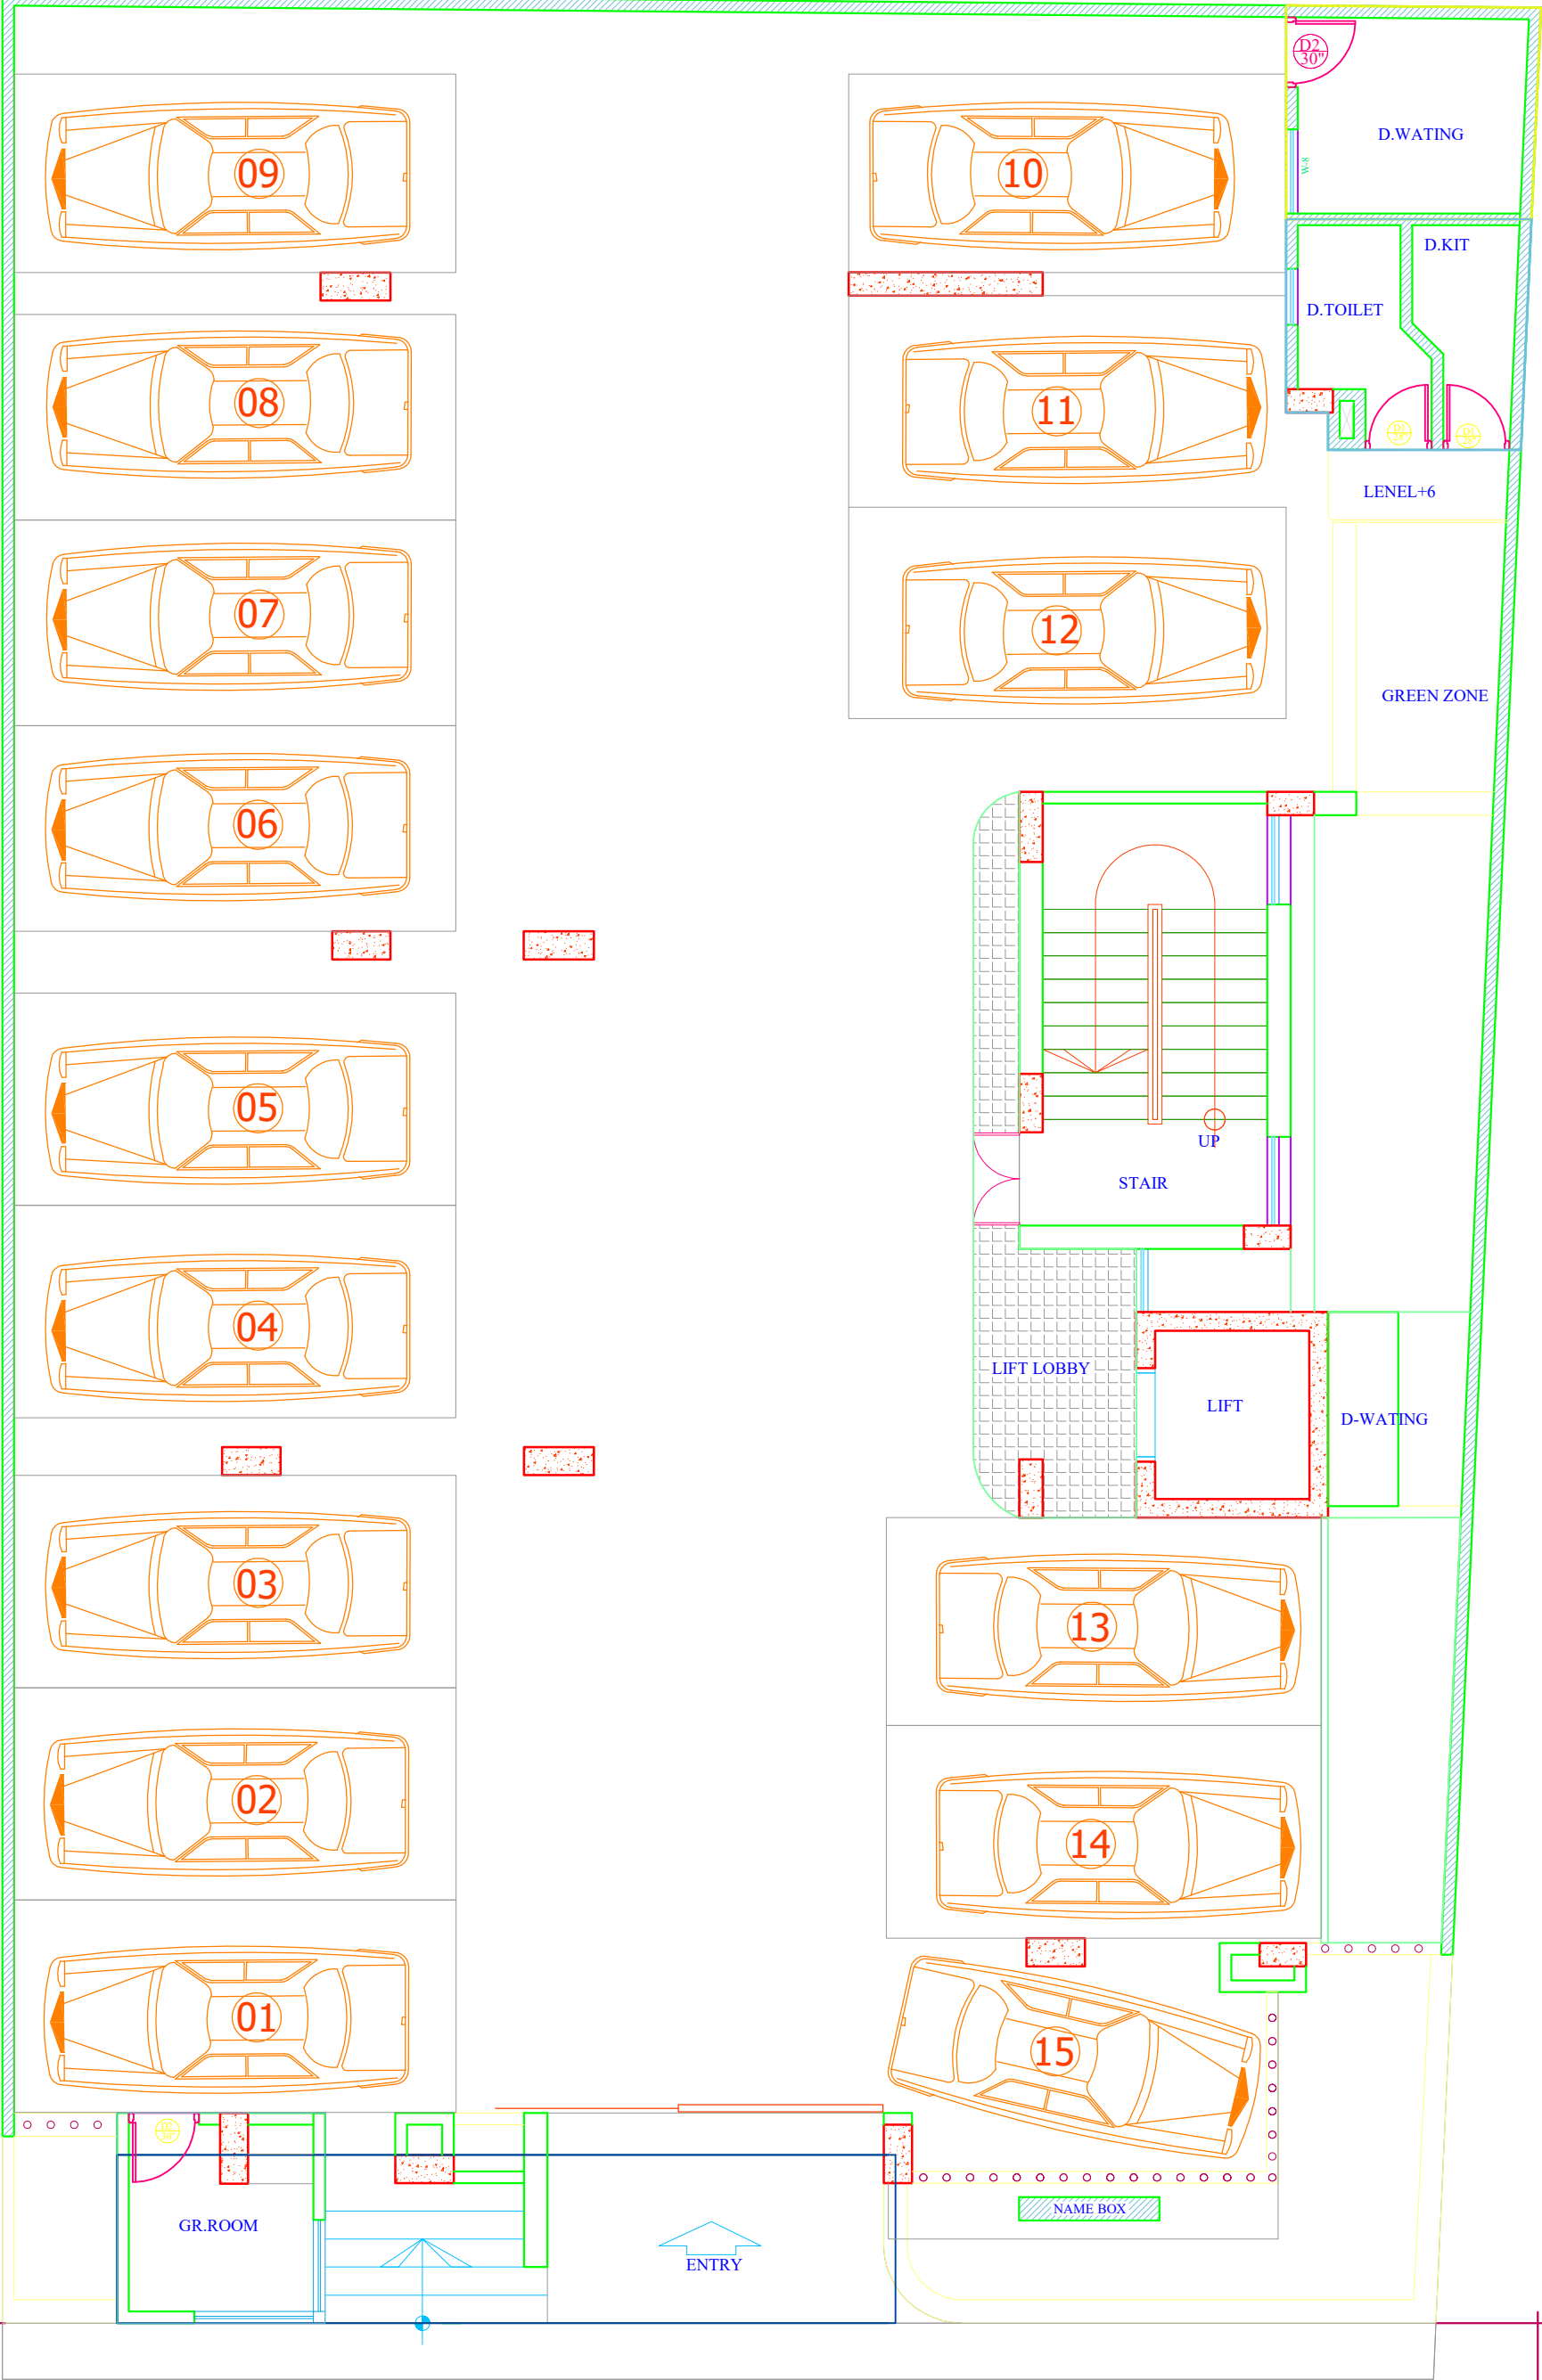 D2
30"
D.WATING
09
10
W-8
D.KIT
D.TOILET
08
11
LENEL+6
07
12
GREEN ZONE
06
05
UP
STAIR
04
LIFT LOBBY
LIFT
D-WATING
03
13
02
14
01
15
NAME BOX
GR.ROOM
ENTRY